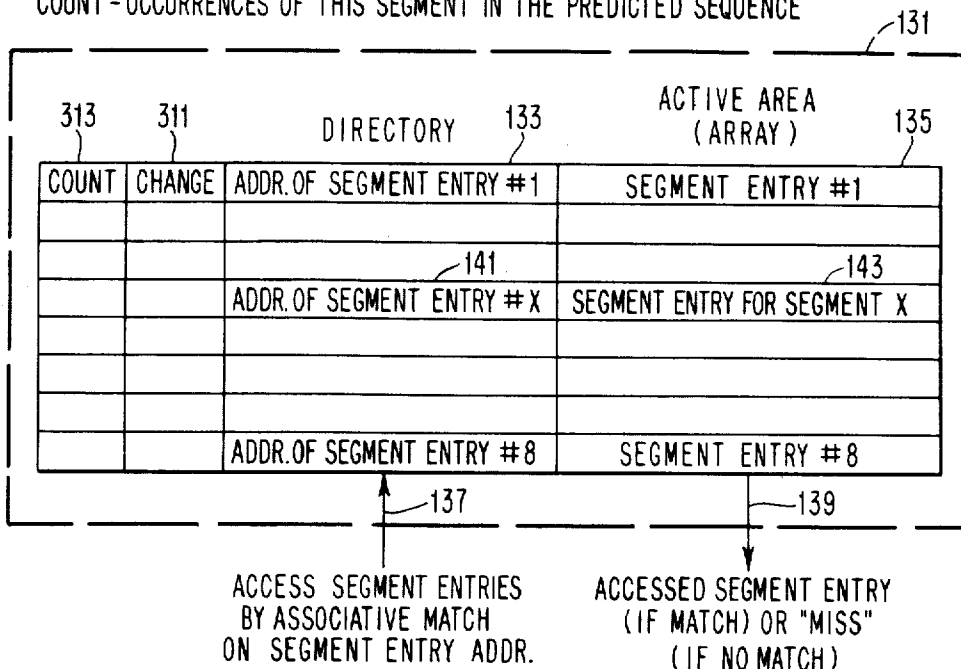 COUNT - OCCURRENCES OF THIS SEGMENT IN THE PREDICTED SEQUENCE
131
313 311 DIRECTORY 133 ACTIVE AREA
(ARRAY) 135
COUNT CHANGE ADDR. OF SEGMENT ENTRY #1 SEGMENT ENTRY #1
141 143
ADDR. OF SEGMENT ENTRY #X SEGMENT ENTRY FOR SEGMENT X
ADDR. OF SEGMENT ENTRY #8 SEGMENT ENTRY #8
137 139
ACCESS SEGMENT ENTRIES
BY ASSOCIATIVE MATCH
ON SEGMENT ENTRY ADDR.
ACCESSED SEGMENT ENTRY
(IF MATCH) OR "MISS"
(IF NO MATCH)